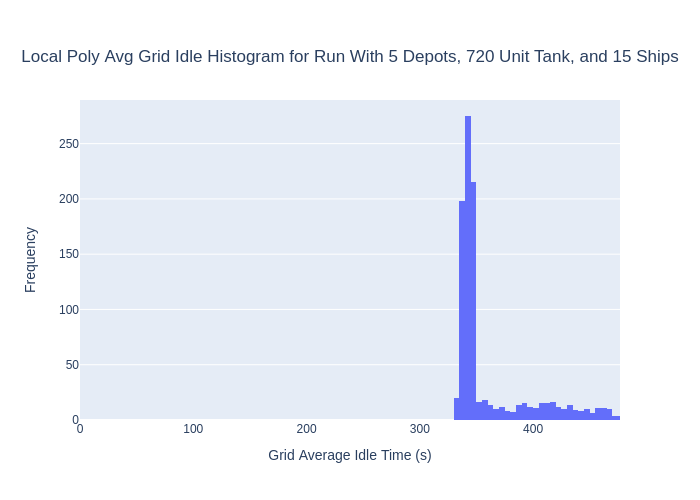 Local Poly Avg Grid Idle Histogram for Run With 5 Depots, 720 Unit Tank, and 15 Ships
250
200
150
100
50
0
Frequency
0 100 200 300 400
Grid Average Idle Time (s)